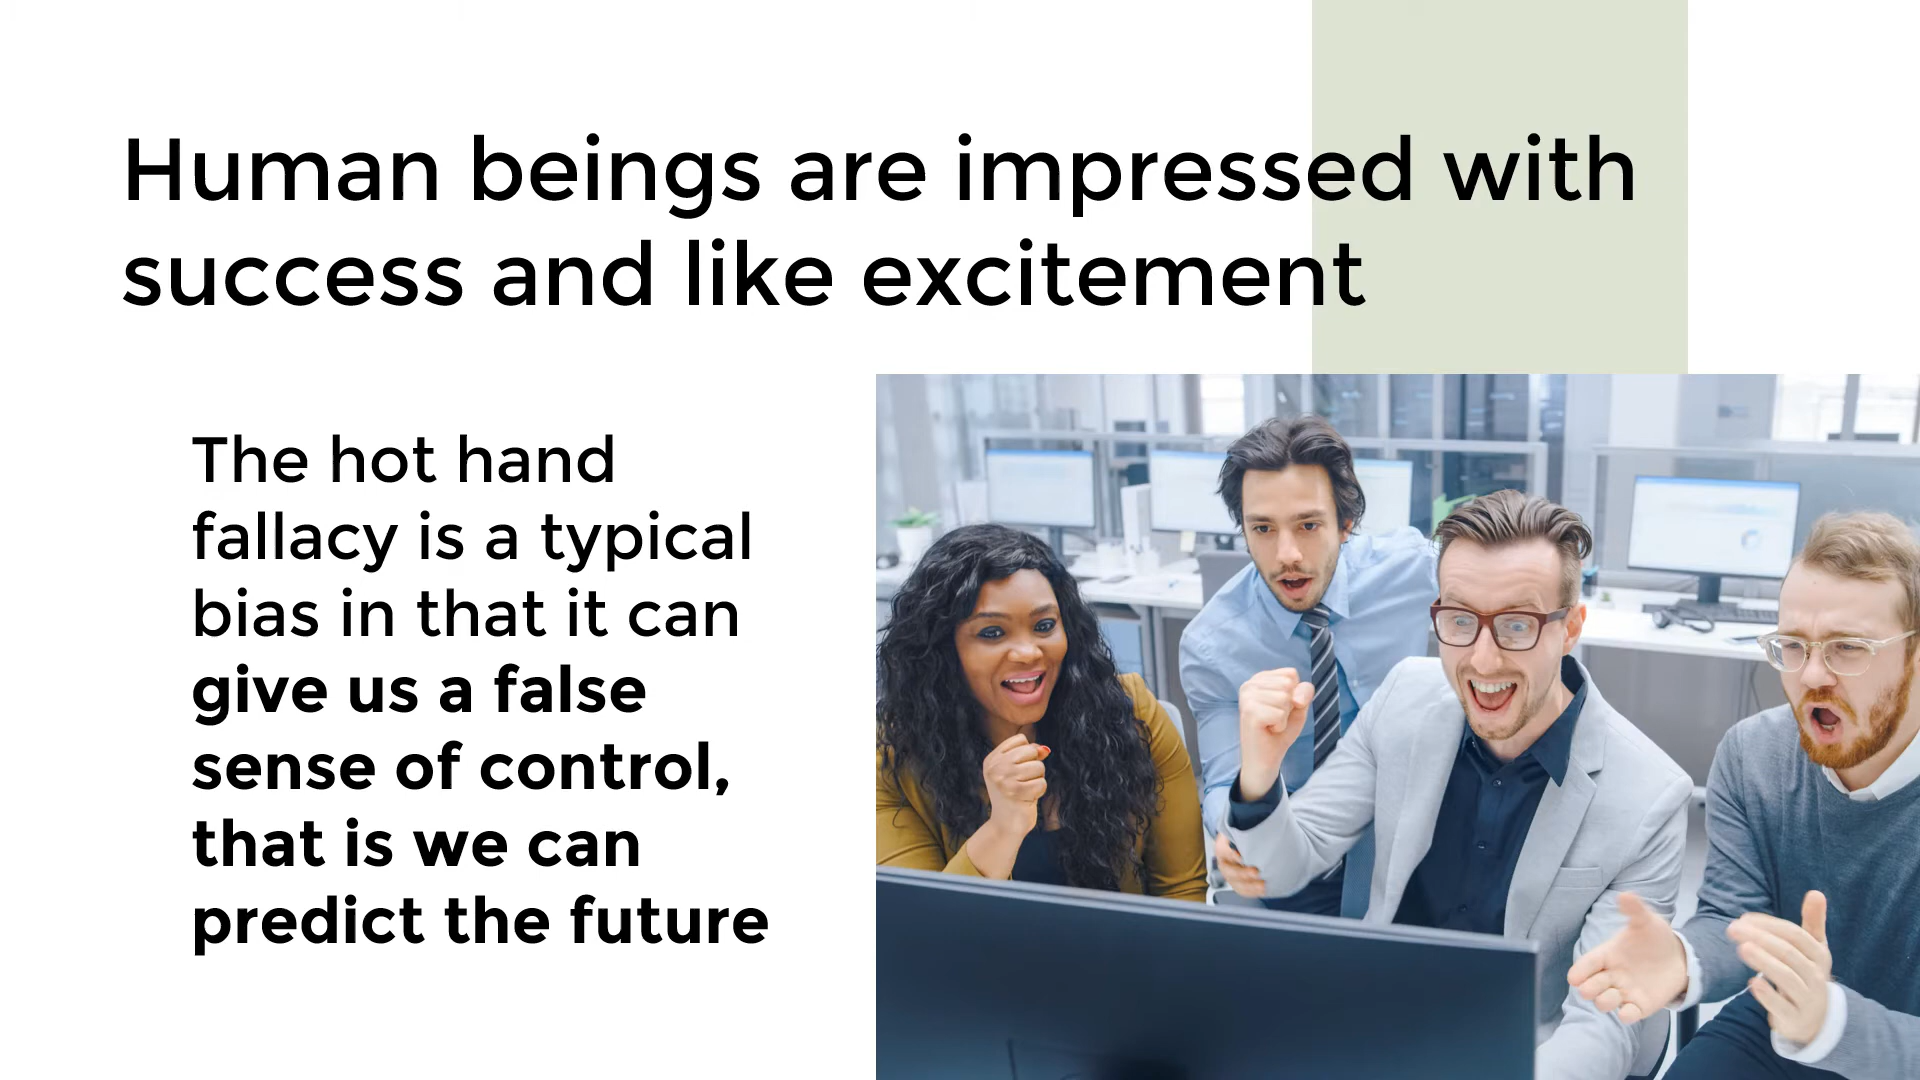 Human beings are impressed with
success and like excitement
The hot hand
fallacy is a typical
bias in that it can
give us a false
sense of control,
that is we can
predict the future